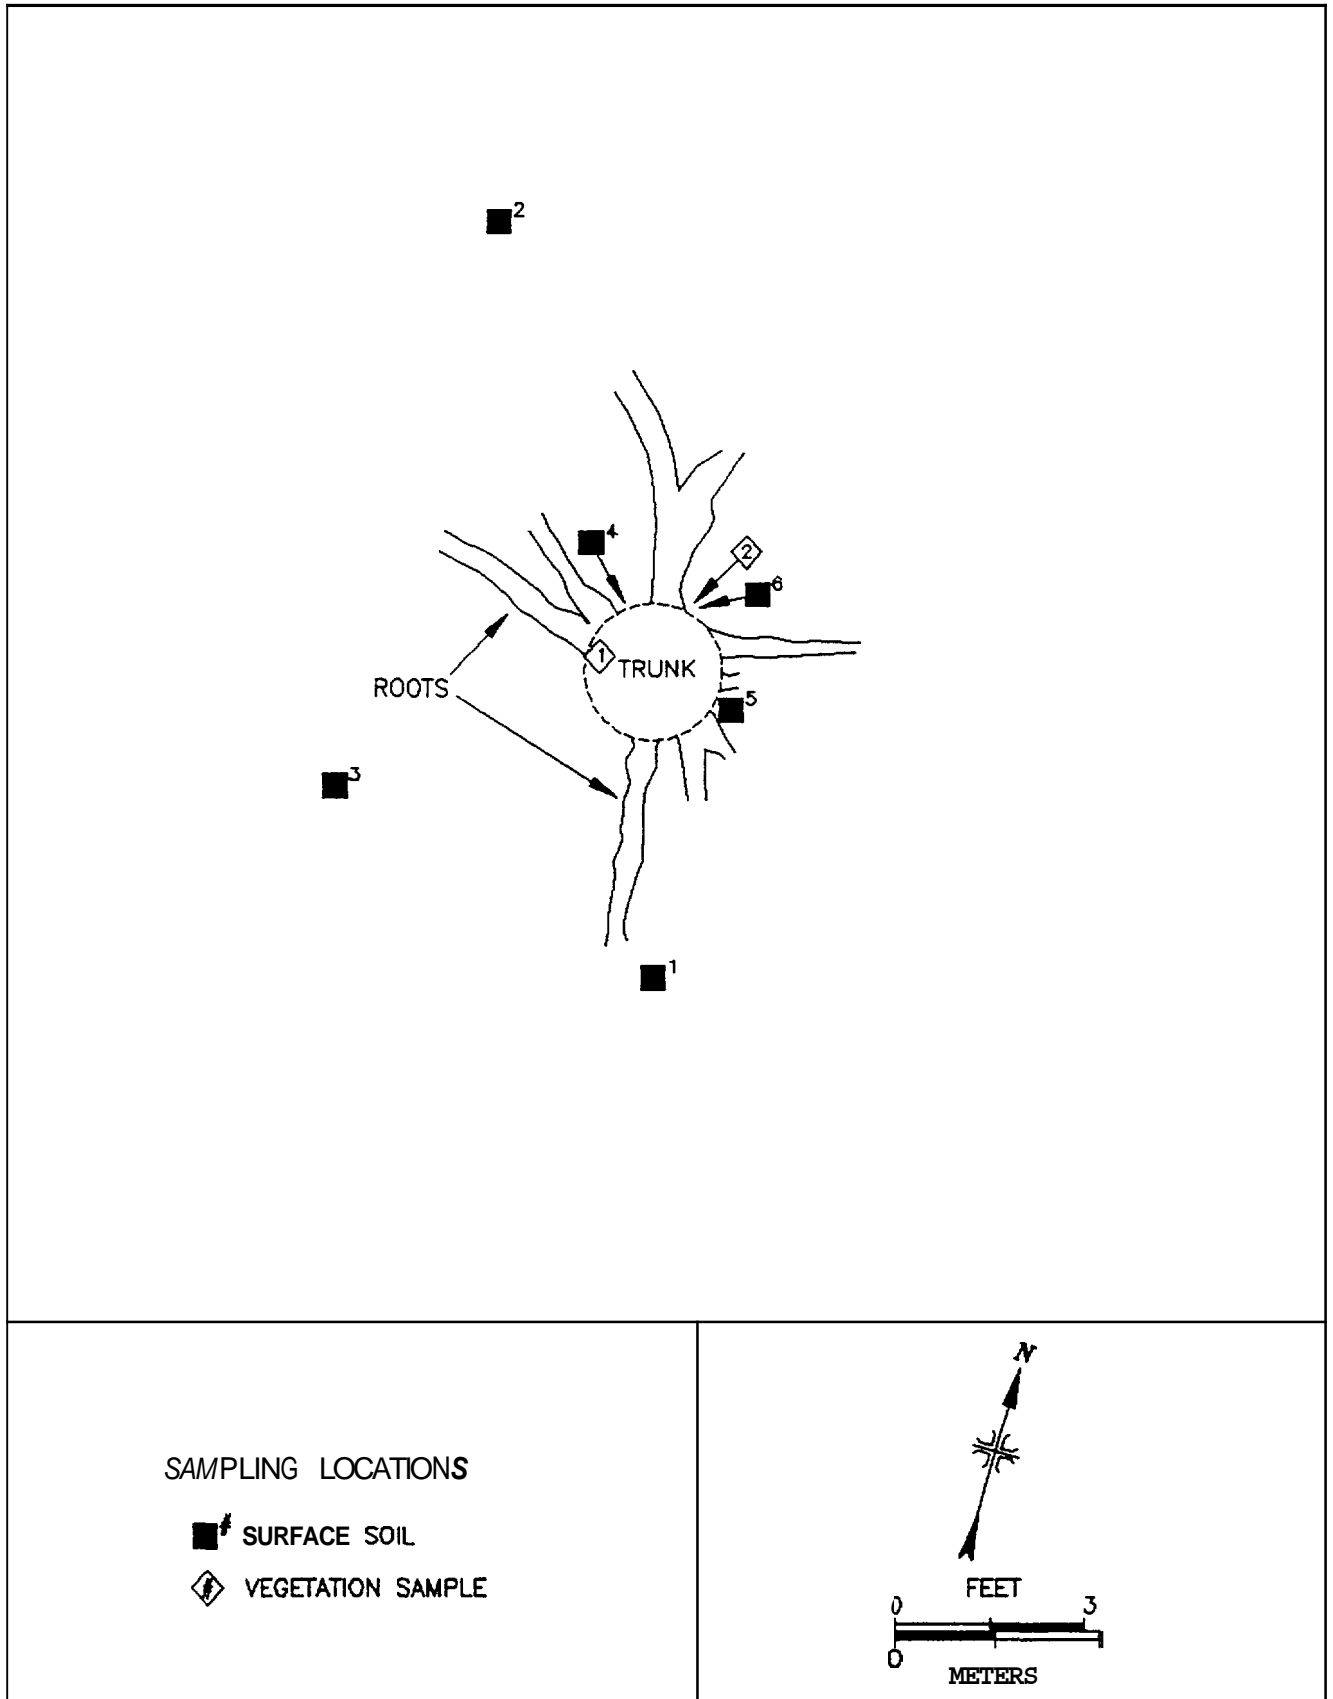 2
4
2
6
1
TRUNK
ROOTS
5
3
1
SAMPLING LOCATIONS
# SURFACE SOIL
# VEGETATION SAMPLE
N
FEET
0 3
0
METERS